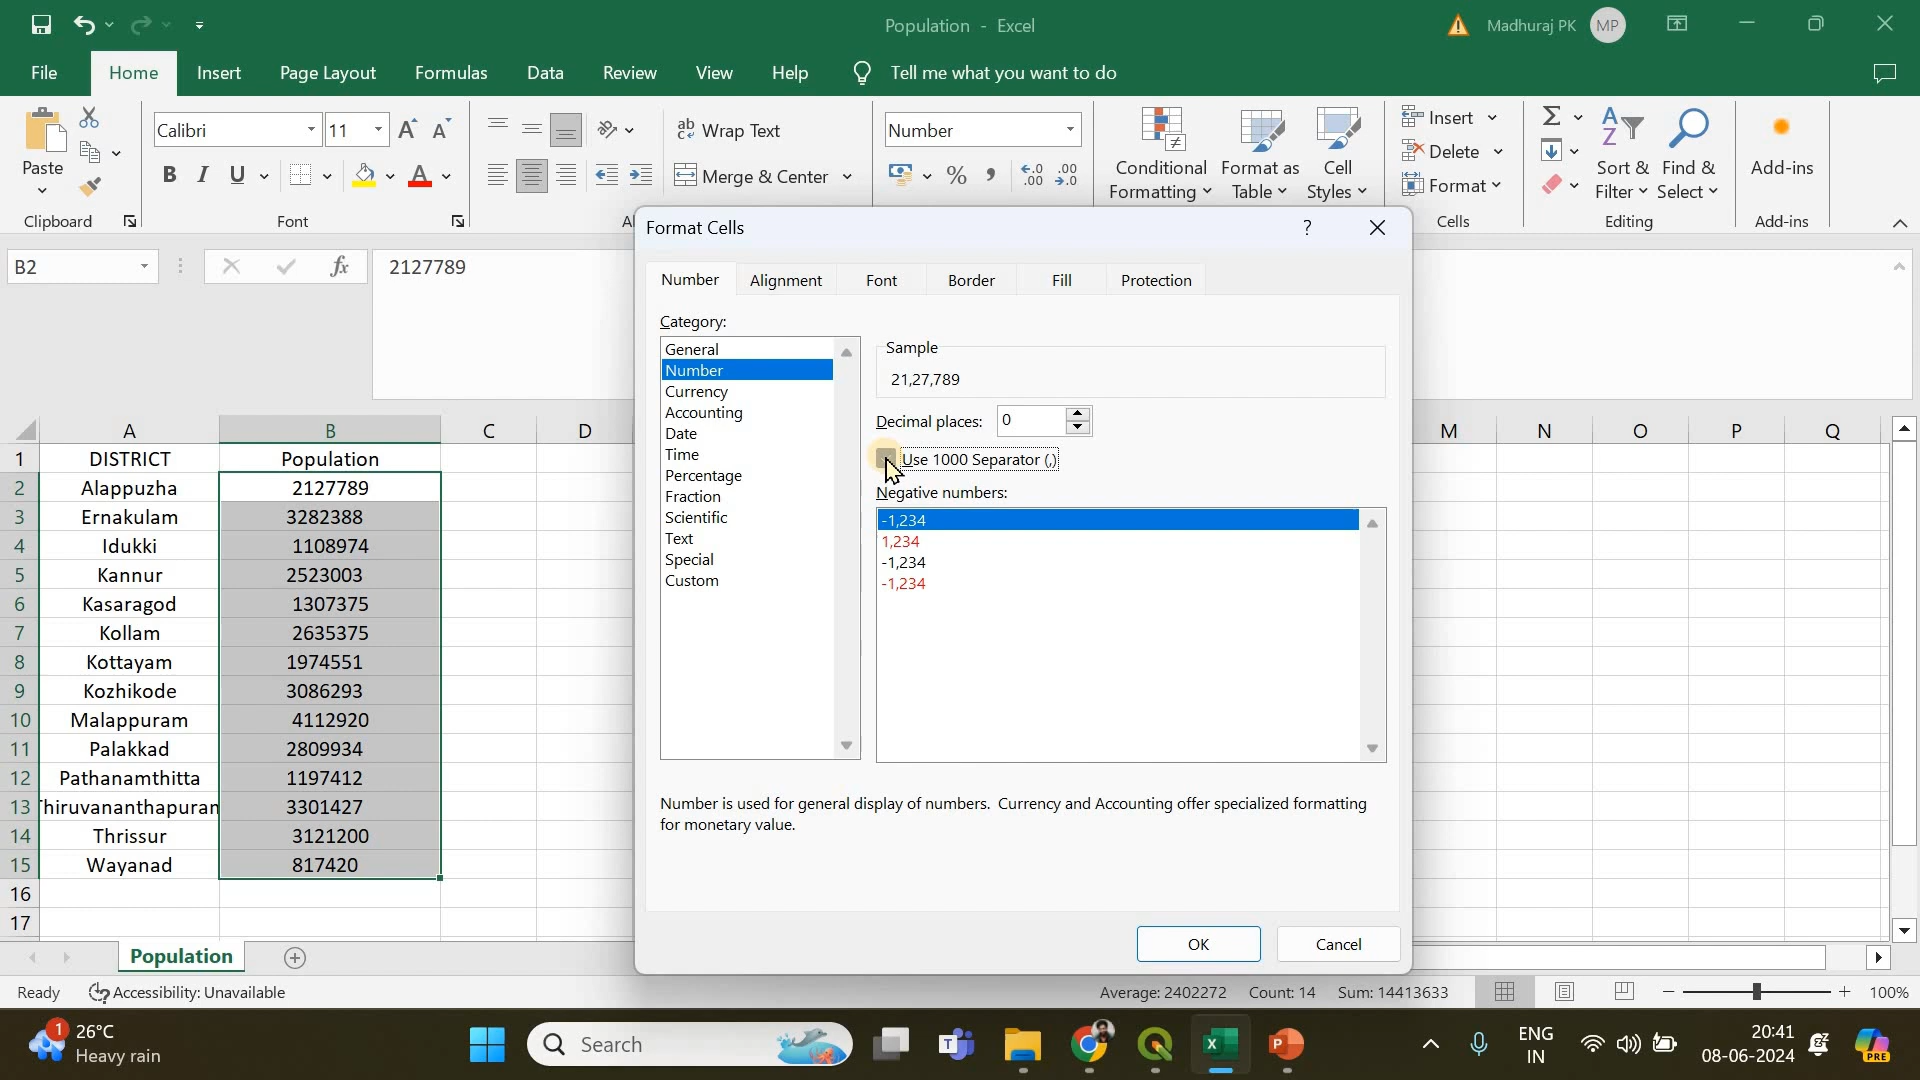 Population - Excel
Madhuraj PK MP
File Home Insert Page Layout Formulas Data Review View Help Tell me what you want to do
Paste
Clipboard
Calibri 11
B I U A
Font
ab Wrap Text
Merge & Center
Number
% , .00 .00
Conditional Formatting
Format as Table
Cell Styles
Insert
Delete
Format
Cells
Sort & Filter
Find & Select
Editing
Add-ins
Add-ins
B2
fx
2127789
Format Cells ?
Number Alignment Font Border Fill Protection
Category:
General
Number
Currency
Accounting
Date
Time
Percentage
Fraction
Scientific
Text
Special
Custom
Sample
21,27,789
Decimal places: 0
Use 1000 Separator (,)
Negative numbers:
-1,234
1,234
-1,234
-1,234
Number is used for general display of numbers. Currency and Accounting offer specialized formatting
for monetary value.
OK Cancel
A B C D M N O P Q
1 DISTRICT Population
2 Alappuzha 2127789
3 Ernakulam 3282388
4 Idukki 1108974
5 Kannur 2523003
6 Kasaragod 1307375
7 Kollam 2635375
8 Kottayam 1974551
9 Kozhikode 3086293
10 Malappuram 4112920
11 Palakkad 2809934
12 Pathanamthitta 1197412
13 hiruvananthapuran 3301427
14 Thrissur 3121200
15 Wayanad 817420
16
17
Population
Ready Accessibility: Unavailable Average: 2402272 Count: 14 Sum: 14413633 100%
1 26°C
Heavy rain
Search
ENG
IN
20:41
08-06-2024
PRE